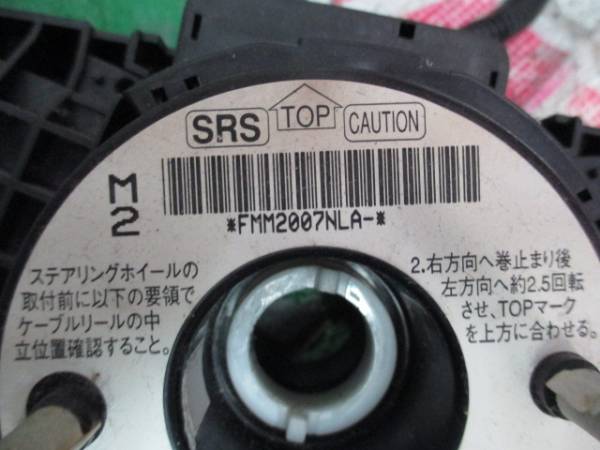 SRS TOP CAUTION
M2
*FMM2007NLA-*
ステアリングホイールの
取付前に以下の要領で
ケーブルリールの中
立位置確認すること。
2.右方向へ巻止まり後
左方向へ約2.5回転
させ、TOPマーク
を上方に合わせる。